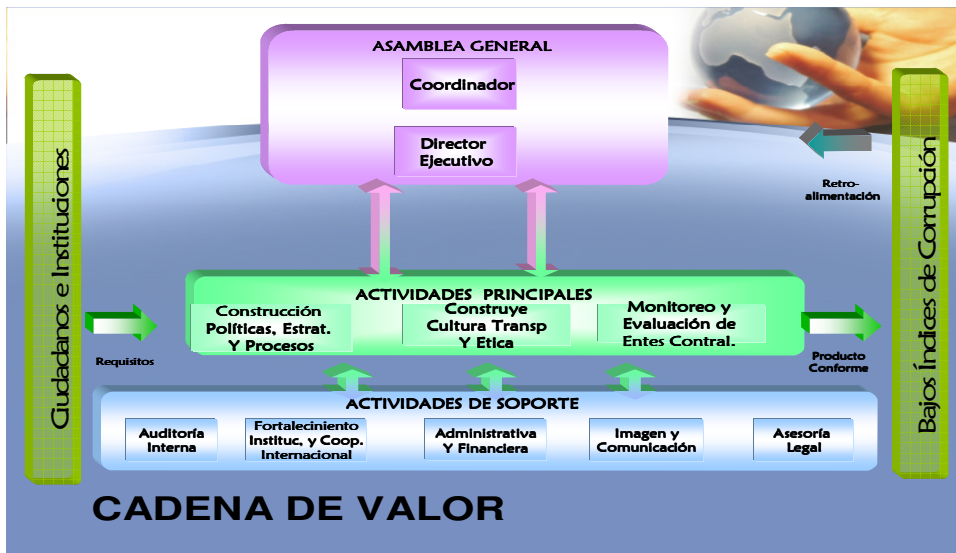 ASAMBLEA GENERAL
Coordinador
Director
Ejecutivo
Ciudadanos e Instituciones
Bajos Índices de Corrupción
Retro-
alimentación
ACTIVIDADES PRINCIPALES
Construcción
Políticas, Estrat.
Y Procesos
Construye
Cultura Transp
Y Etica
Monitoreo y
Evaluación de
Entes Contral.
Requisitos
Producto
Conforme
ACTIVIDADES DE SOPORTE
Auditoría
Interna
Fortalecimiento
Instituc, y Coop.
Internacional
Administrativa
Y Financiera
Imagen y
Comunicación
Asesoría
Legal
CADENA DE VALOR